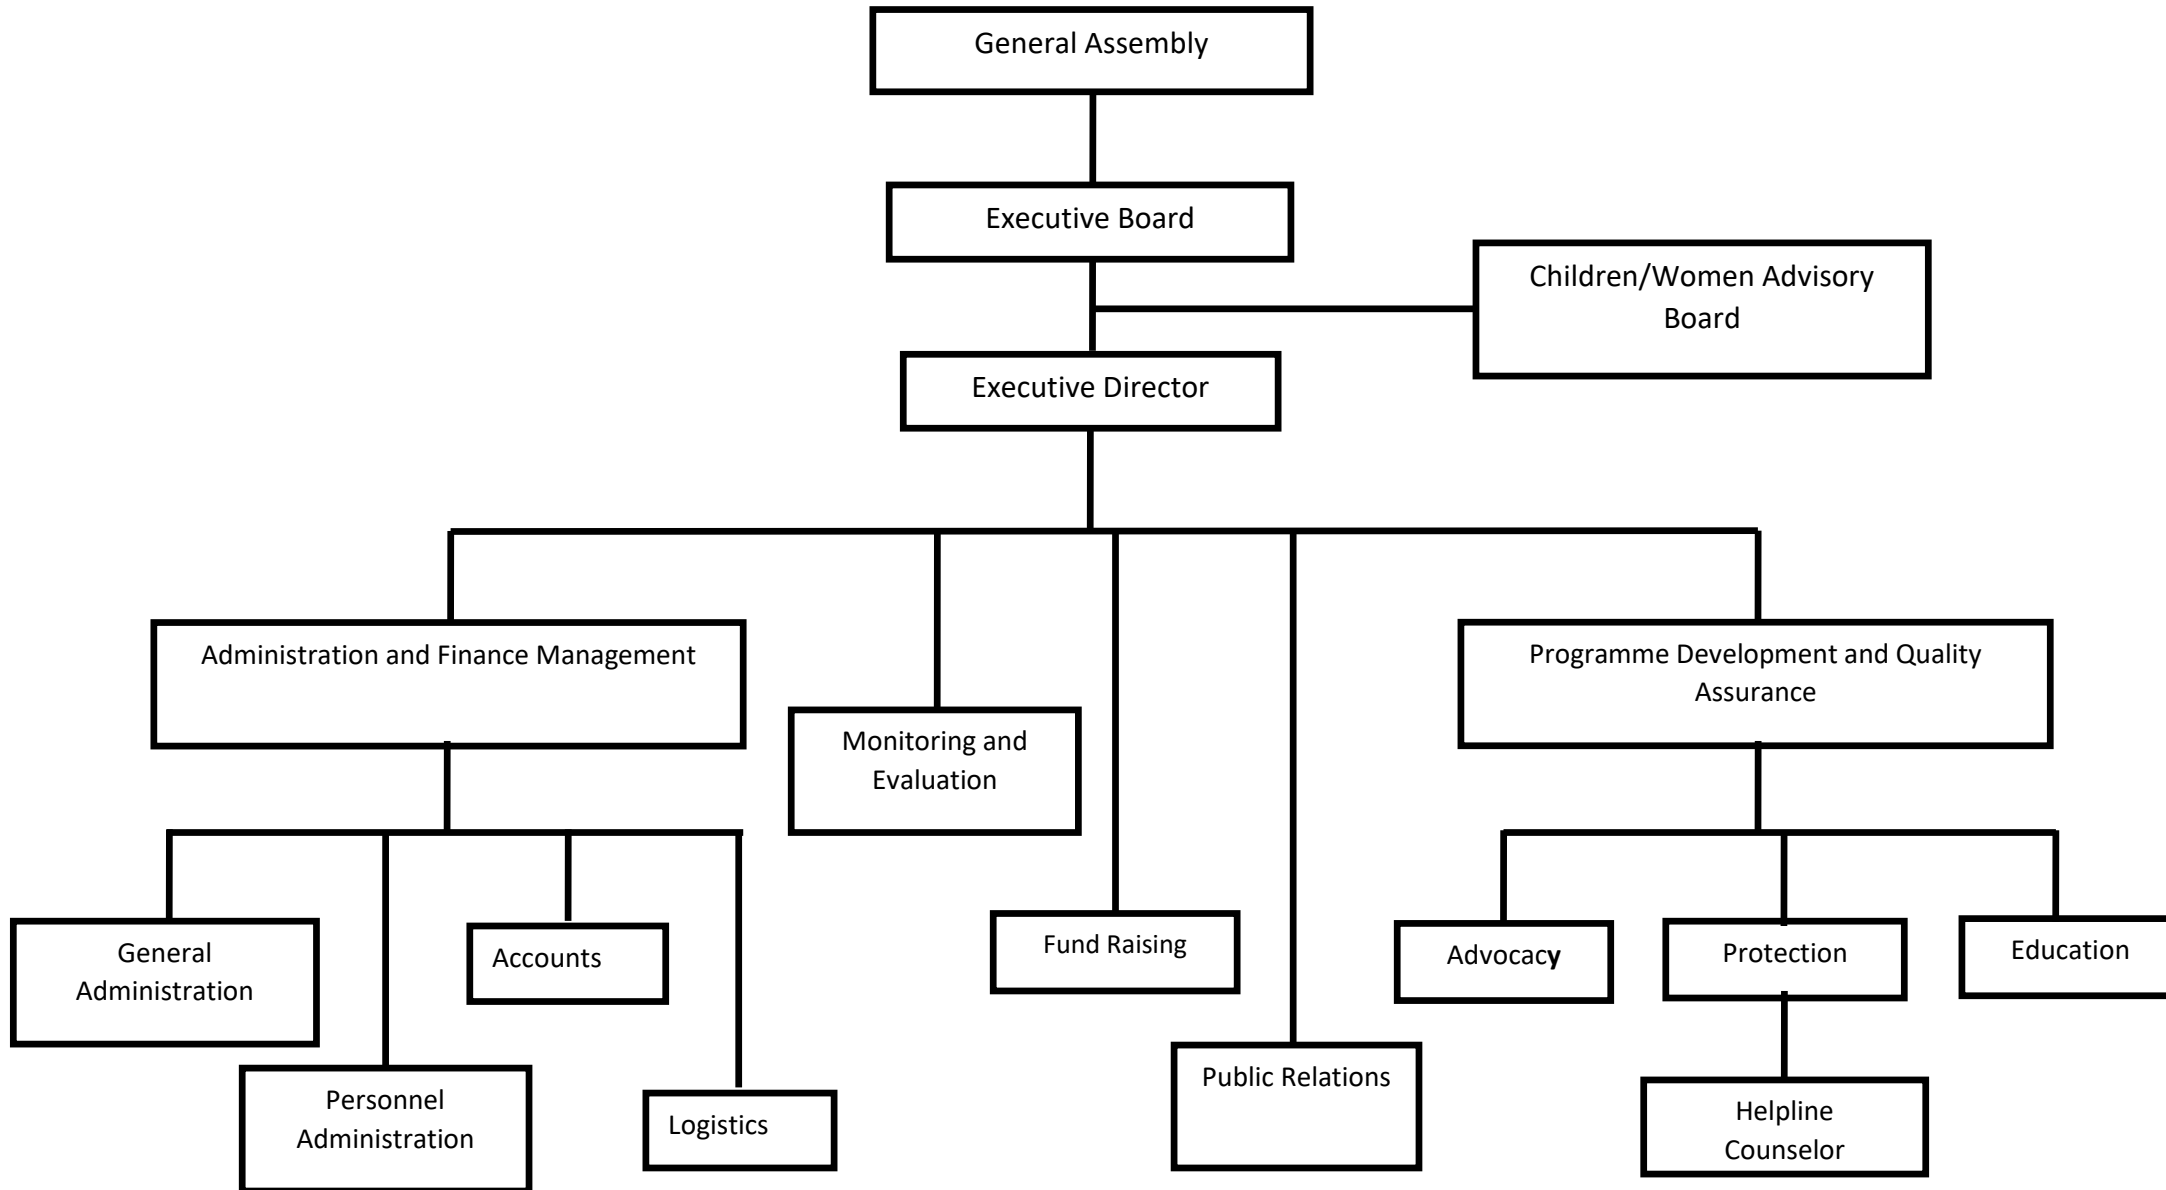 General Assembly
Executive Board
Children/Women Advisory
Board
Executive Director
Administration and Finance Management
Programme Development and Quality
Assurance
Monitoring and
Evaluation
General
Administration
Accounts
Fund Raising
Advocacy
Protection
Education
Personnel
Administration
Logistics
Public Relations
Helpline
Counselor